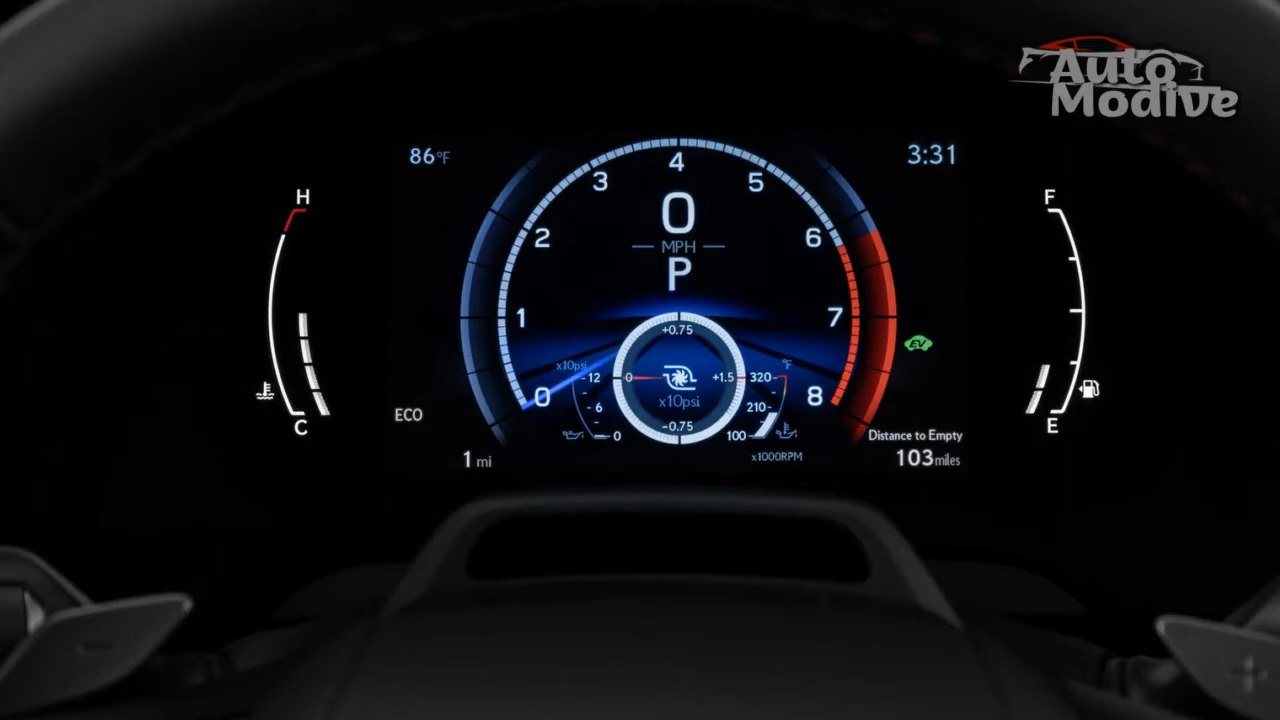 Auto
Modive
86°F
3:31
H
F
4
3
5
0
2
6
MPH
P
1
7
+0.75
EV
x10psi
°F
12
0
+1.5
320
0
8
x10psi
6
210
ECO
-0.75
C
E
0
100
Distance to Empty
1 mi
x1000RPM
103 miles
-
+